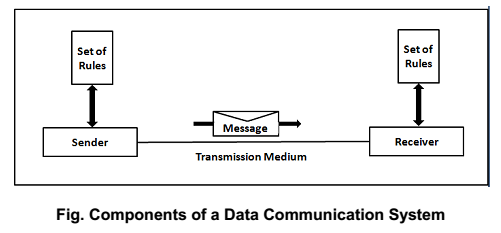 Set of
Rules
Set of
Rules
Message
Sender
Receiver
Transmission Medium
Fig. Components of a Data Communication System